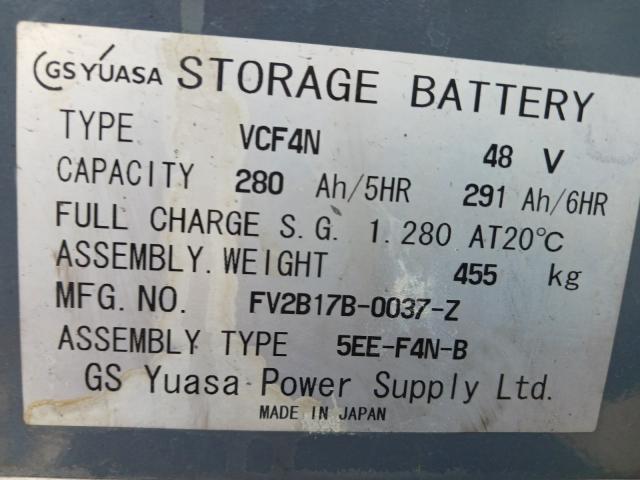 GS YUASA STORAGE BATTERY
TYPE VCF4N 48 V
CAPACITY 280 Ah/5HR 291 Ah/6HR
FULL CHARGE S.G. 1.280 AT20℃
ASSEMBLY.WEIGHT 455 kg
MFG.NO. FV2B17B-0037-Z
ASSEMBLY TYPE 5EE-F4N-B
GS Yuasa Power Supply Ltd.
MADE IN JAPAN